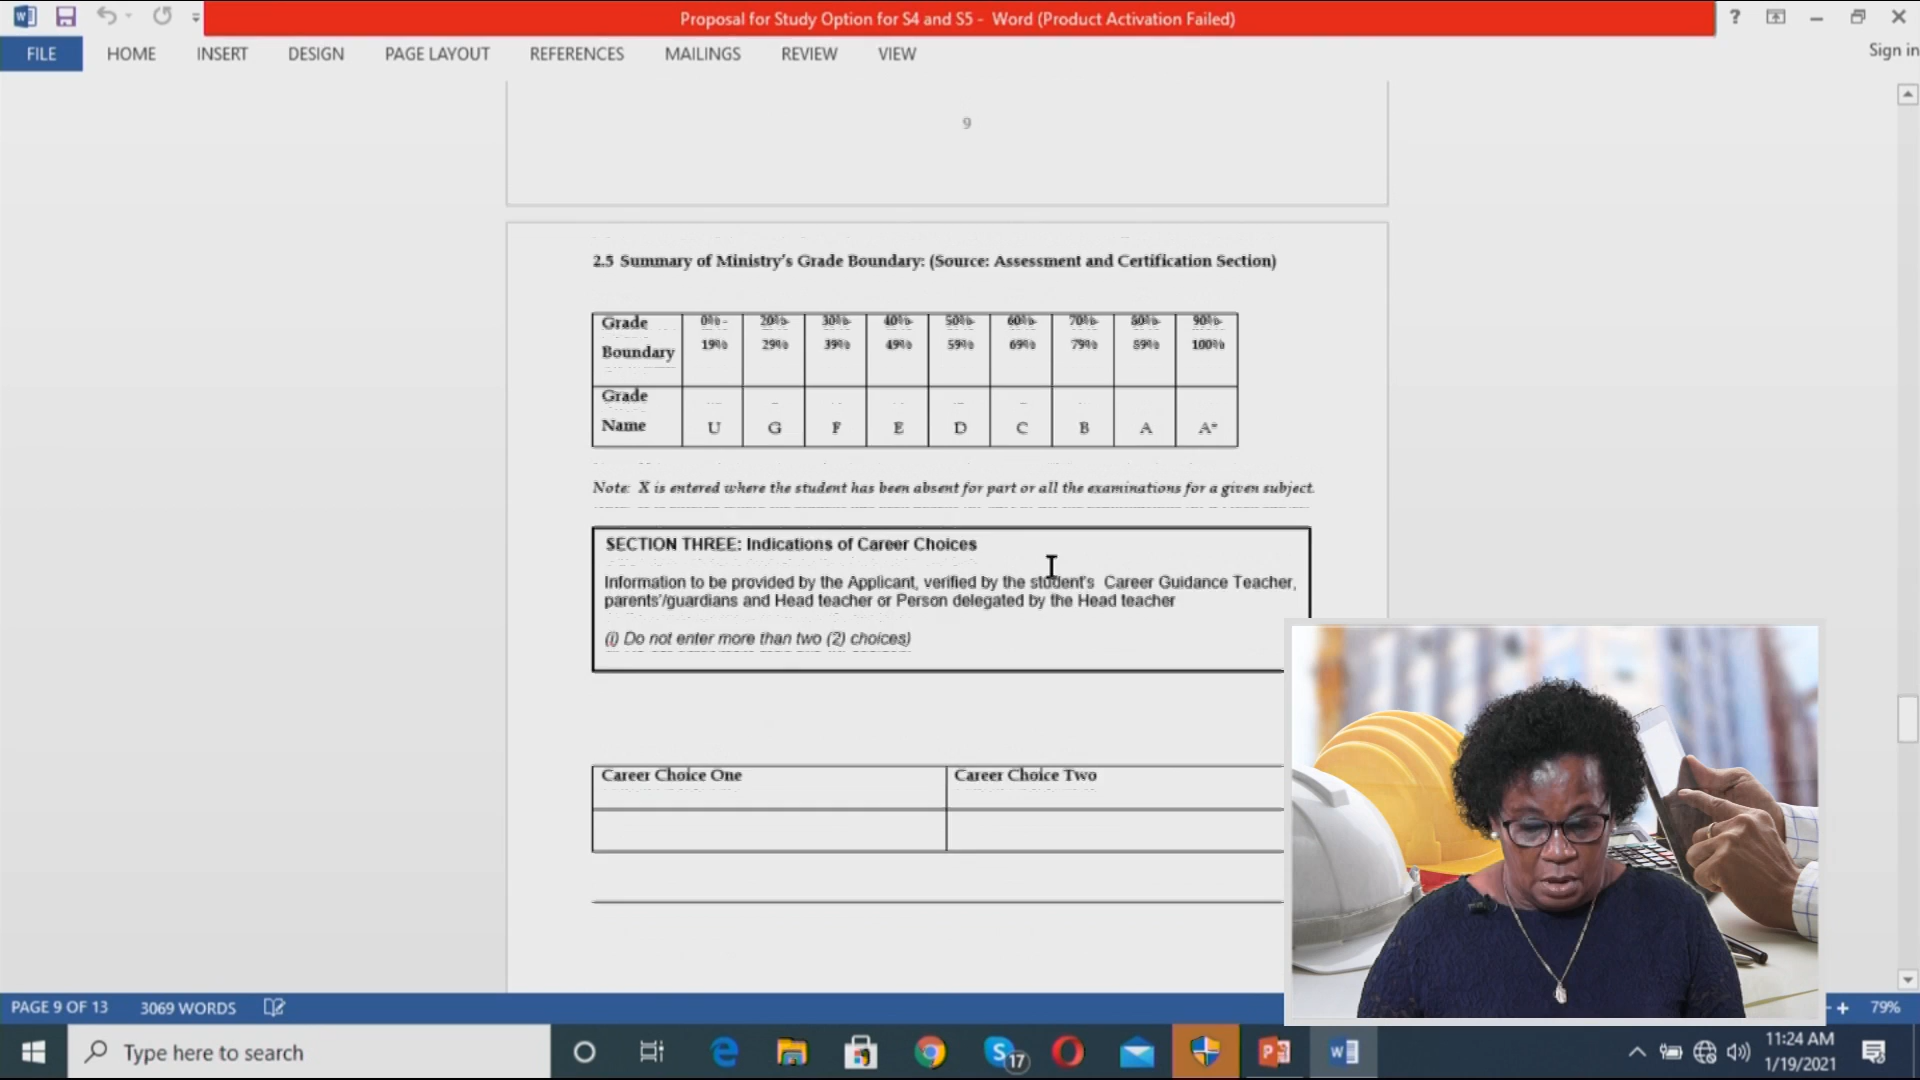 Proposal for Study Option for S4 and S5 - Word (Product Activation Failed)
?
FILE HOME INSERT DESIGN PAGE LAYOUT REFERENCES MAILINGS REVIEW VIEW Sign in
9
2.5 Summary of Ministry's Grade Boundary: (Source: Assessment and Certification Section)
Grade 0%- 20%- 30%- 40%- 50%- 60%- 70%- 80%- 90%-
Boundary 19% 29% 39% 49% 59% 69% 79% 89% 100%
Grade
Name U G F E D C B A A*
Note: X is entered where the student has been absent for part or all the examinations for a given subject.
SECTION THREE: Indications of Career Choices
Information to be provided by the Applicant, verified by the student's Career Guidance Teacher,
parents'/guardians and Head teacher or Person delegated by the Head teacher
(i) Do not enter more than two (2) choices)
Career Choice One Career Choice Two
PAGE 9 OF 13 3069 WORDS + 79%
Type here to search
17
11:24 AM
1/19/2021